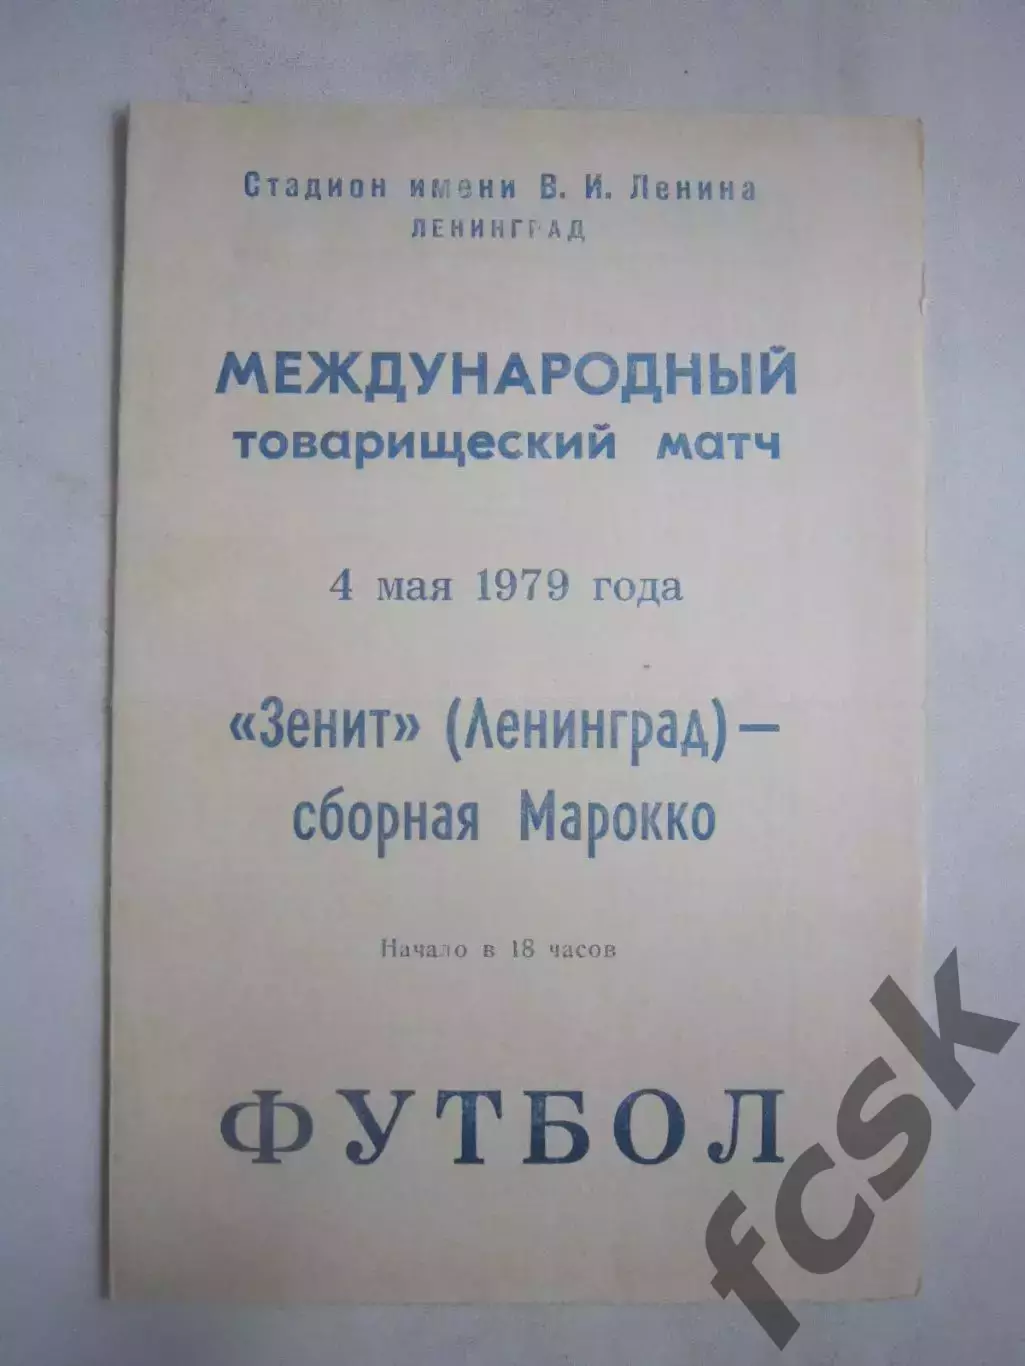 Стадион имени В. И. Ленина
ЛЕНИНГРАД
МЕЖДУНАРОДНЫЙ
товарищеский матч
4 мая 1979 года
«Зенит» (Ленинград) —
сборная Марокко
Начало в 18 часов
ФУТБОЛ
fcsk